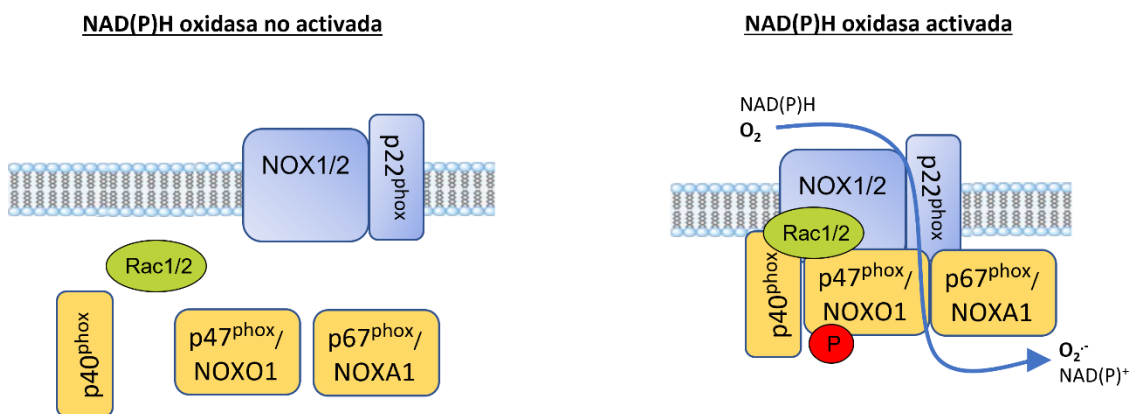 NAD(P)H oxidasa no activada
NOX1/2
p22phox
Rac1/2
p40phox
p47phox/
NOXO1
p67phox/
NOXA1
NAD(P)H oxidasa activada
NAD(P)H
O2
NOX1/2
p22phox
Rac1/2
p40phox
p47phox/
NOXO1
p67phox/
NOXA1
P
O2·-
NAD(P)+